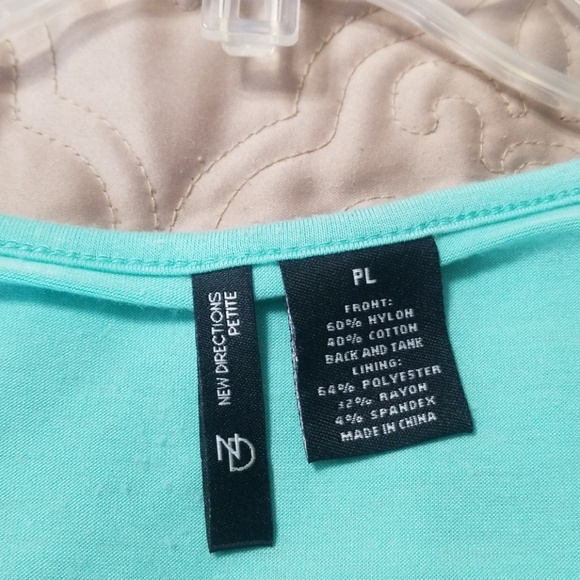 NEW DIRECTIONS
PETITE
ND
PL
FRONT:
60% NYLON
40% COTTON
BACK AND TANK
LINING:
64% POLYESTER
32% RAYON
4% SPANDEX
MADE IN CHINA